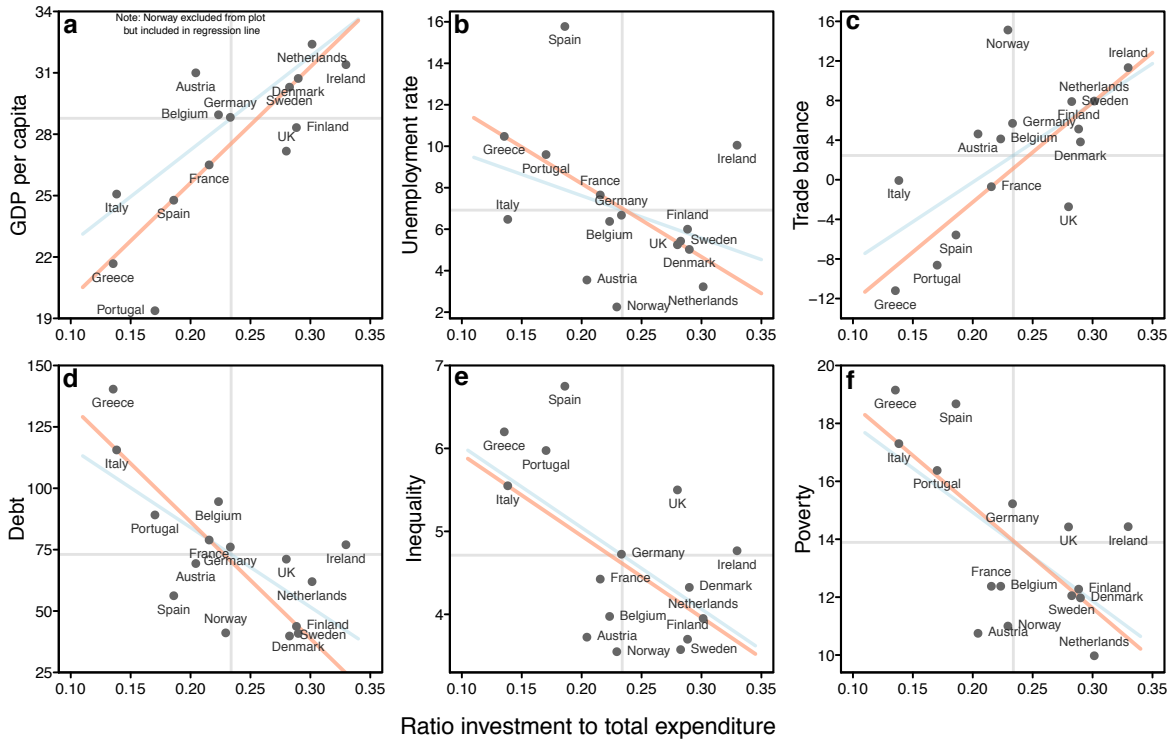 a
Note: Norway excluded from plot
but included in regression line
GDP per capita
34
31
28
25
22
19
Netherlands
Austria
Ireland
Denmark
Germany
Sweden
Belgium
Finland
UK
France
Italy
Spain
Greece
Portugal
0.10 0.15 0.20 0.25 0.30 0.35
b
Unemployment rate
16
14
12
10
8
6
4
2
Spain
Greece
Ireland
Portugal
France
Germany
Italy
Finland
Belgium
UK
Sweden
Denmark
Austria
Netherlands
Norway
0.10 0.15 0.20 0.25 0.30 0.35
c
Trade balance
16
12
8
4
0
−4
−8
−12
Norway
Ireland
Netherlands
Sweden
Finland
Germany
Belgium
Austria
Denmark
France
Italy
UK
Spain
Portugal
Greece
0.10 0.15 0.20 0.25 0.30 0.35
d
Debt
150
125
100
75
50
25
Greece
Italy
Belgium
Portugal
France
Germany
Ireland
Austria
UK
Spain
Netherlands
Norway
Finland
Sweden
Denmark
0.10 0.15 0.20 0.25 0.30 0.35
e
Inequality
7
6
5
4
Spain
Greece
Portugal
Italy
UK
Germany
Ireland
France
Denmark
Netherlands
Belgium
Finland
Austria
Norway
Sweden
0.10 0.15 0.20 0.25 0.30 0.35
f
Poverty
20
18
16
14
12
10
Greece
Spain
Italy
Portugal
Germany
UK
Ireland
France
Belgium
Finland
Denmark
Sweden
Norway
Austria
Netherlands
0.10 0.15 0.20 0.25 0.30 0.35
Ratio investment to total expenditure